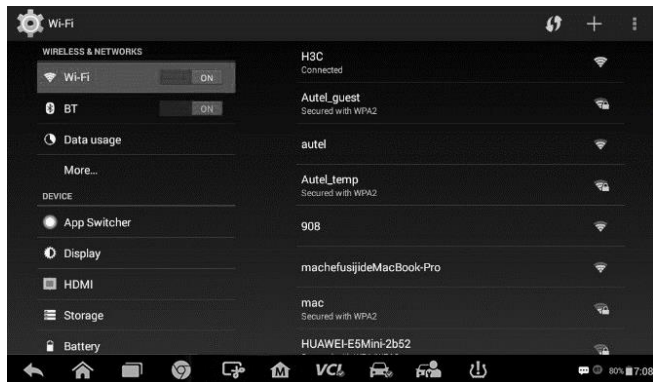 Wi-Fi
WIRELESS & NETWORKS
Wi-Fi ON
BT ON
Data usage
More...
DEVICE
App Switcher
Display
HDMI
Storage
Battery
H3C
Connected
Autel_guest
Secured with WPA2
autel
Autel_temp
Secured with WPA2
908
machefusijideMacBook-Pro
mac
Secured with WPA2
HUAWEI-E5Mini-2b52
M
VCI
80% 7:08